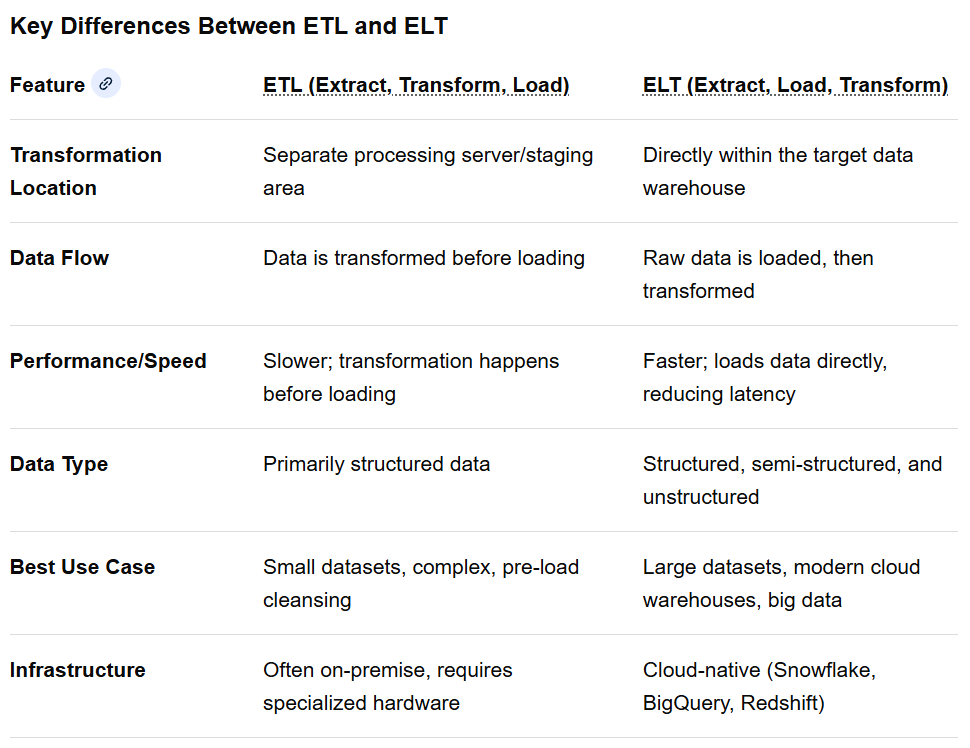 Key Differences Between ETL and ELT
Feature ETL (Extract, Transform, Load) ELT (Extract, Load, Transform)
Transformation Location Separate processing server/staging area Directly within the target data warehouse
Data Flow Data is transformed before loading Raw data is loaded, then transformed
Performance/Speed Slower; transformation happens before loading Faster; loads data directly, reducing latency
Data Type Primarily structured data Structured, semi-structured, and unstructured
Best Use Case Small datasets, complex, pre-load cleansing Large datasets, modern cloud warehouses, big data
Infrastructure Often on-premise, requires specialized hardware Cloud-native (Snowflake, BigQuery, Redshift)